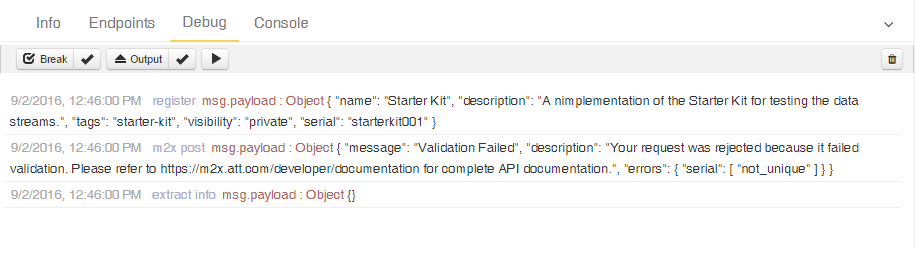 Info Endpoints Debug Console
Break Output
9/2/2016, 12:46:00 PM register msg.payload : Object { "name": "Starter Kit", "description": "A nimplementation of the Starter Kit for testing the data
streams.", "tags": "starter-kit", "visibility": "private", "serial": "starterkit001" }
9/2/2016, 12:46:00 PM m2x post msg.payload : Object { "message": "Validation Failed", "description": "Your request was rejected because it failed
validation. Please refer to https://m2x.att.com/developer/documentation for complete API documentation.", "errors": { "serial": [ "not_unique" ] } }
9/2/2016, 12:46:00 PM extract info msg.payload : Object {}